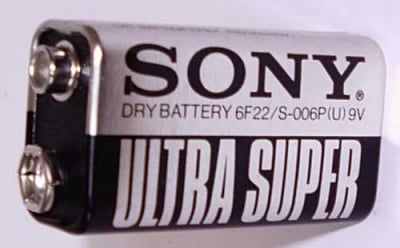 SONY®
DRY BATTERY 6F22/S-006P(U) 9V
ULTRA SUPER